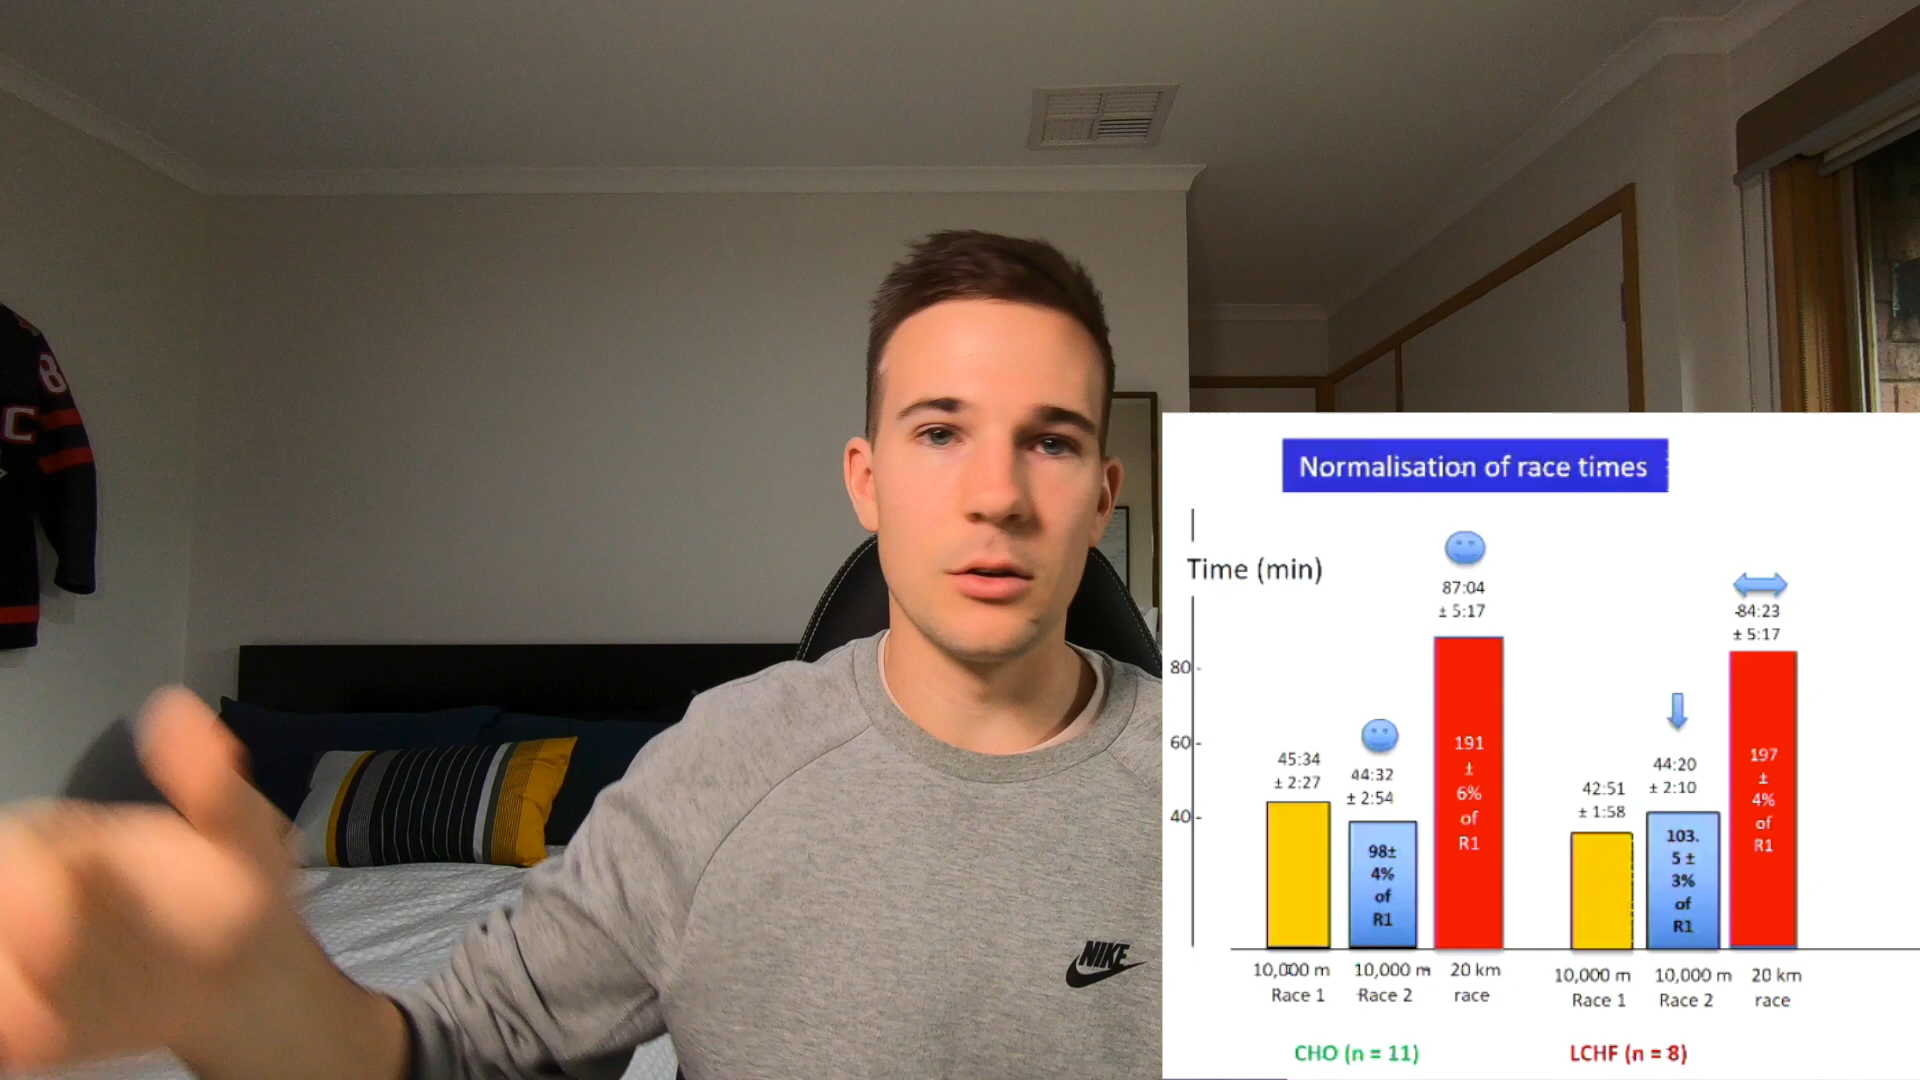 8
C
NIKE
Normalisation of race times
Time (min)
87:04
± 5:17
84:23
± 5:17
80
60
40
45:34
± 2:27
44:32
± 2:54
191
±
6%
of
R1
98±
4%
of
R1
42:51
± 1:58
44:20
± 2:10
103.
5 ±
3%
of
R1
197
±
4%
of
R1
10,000 m
Race 1
10,000 m
Race 2
20 km
race
10,000 m
Race 1
10,000 m
Race 2
20 km
race
CHO (n = 11)
LCHF (n = 8)